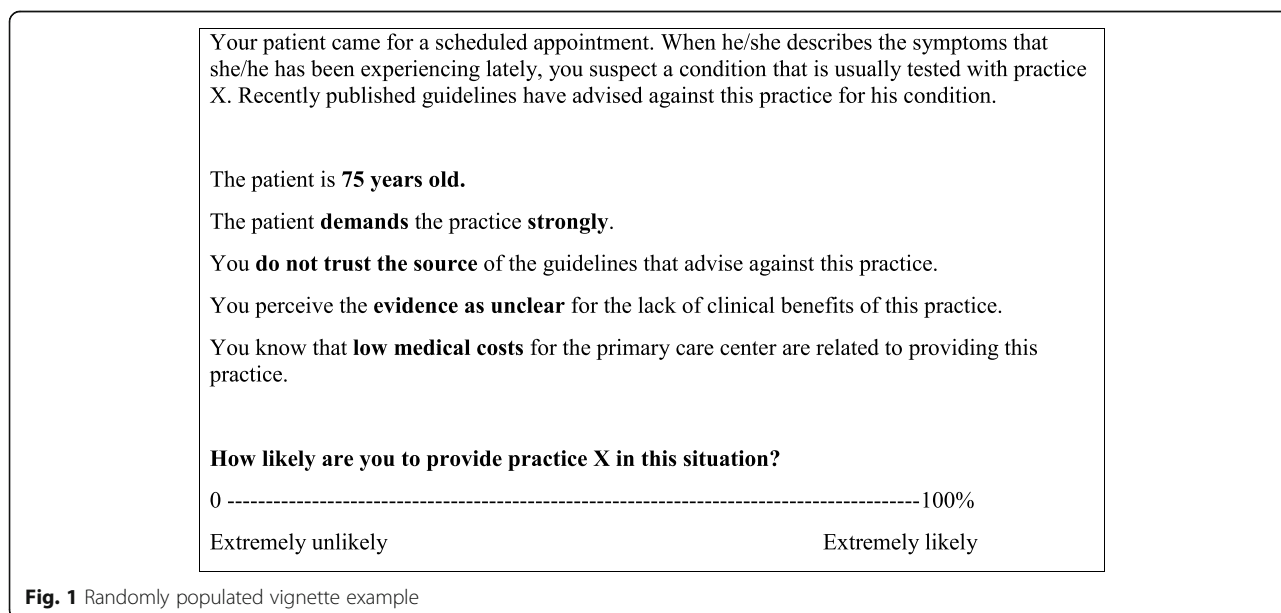 Your patient came for a scheduled appointment. When he/she describes the symptoms that
she/he has been experiencing lately, you suspect a condition that is usually tested with practice
X. Recently published guidelines have advised against this practice for his condition.
The patient is 75 years old.
The patient demands the practice strongly.
You do not trust the source of the guidelines that advise against this practice.
You perceive the evidence as unclear for the lack of clinical benefits of this practice.
You know that low medical costs for the primary care center are related to providing this
practice.
How likely are you to provide practice X in this situation?
0 ------------------------------------------------------------------------------------------100%
Extremely unlikely Extremely likely
Fig. 1 Randomly populated vignette example